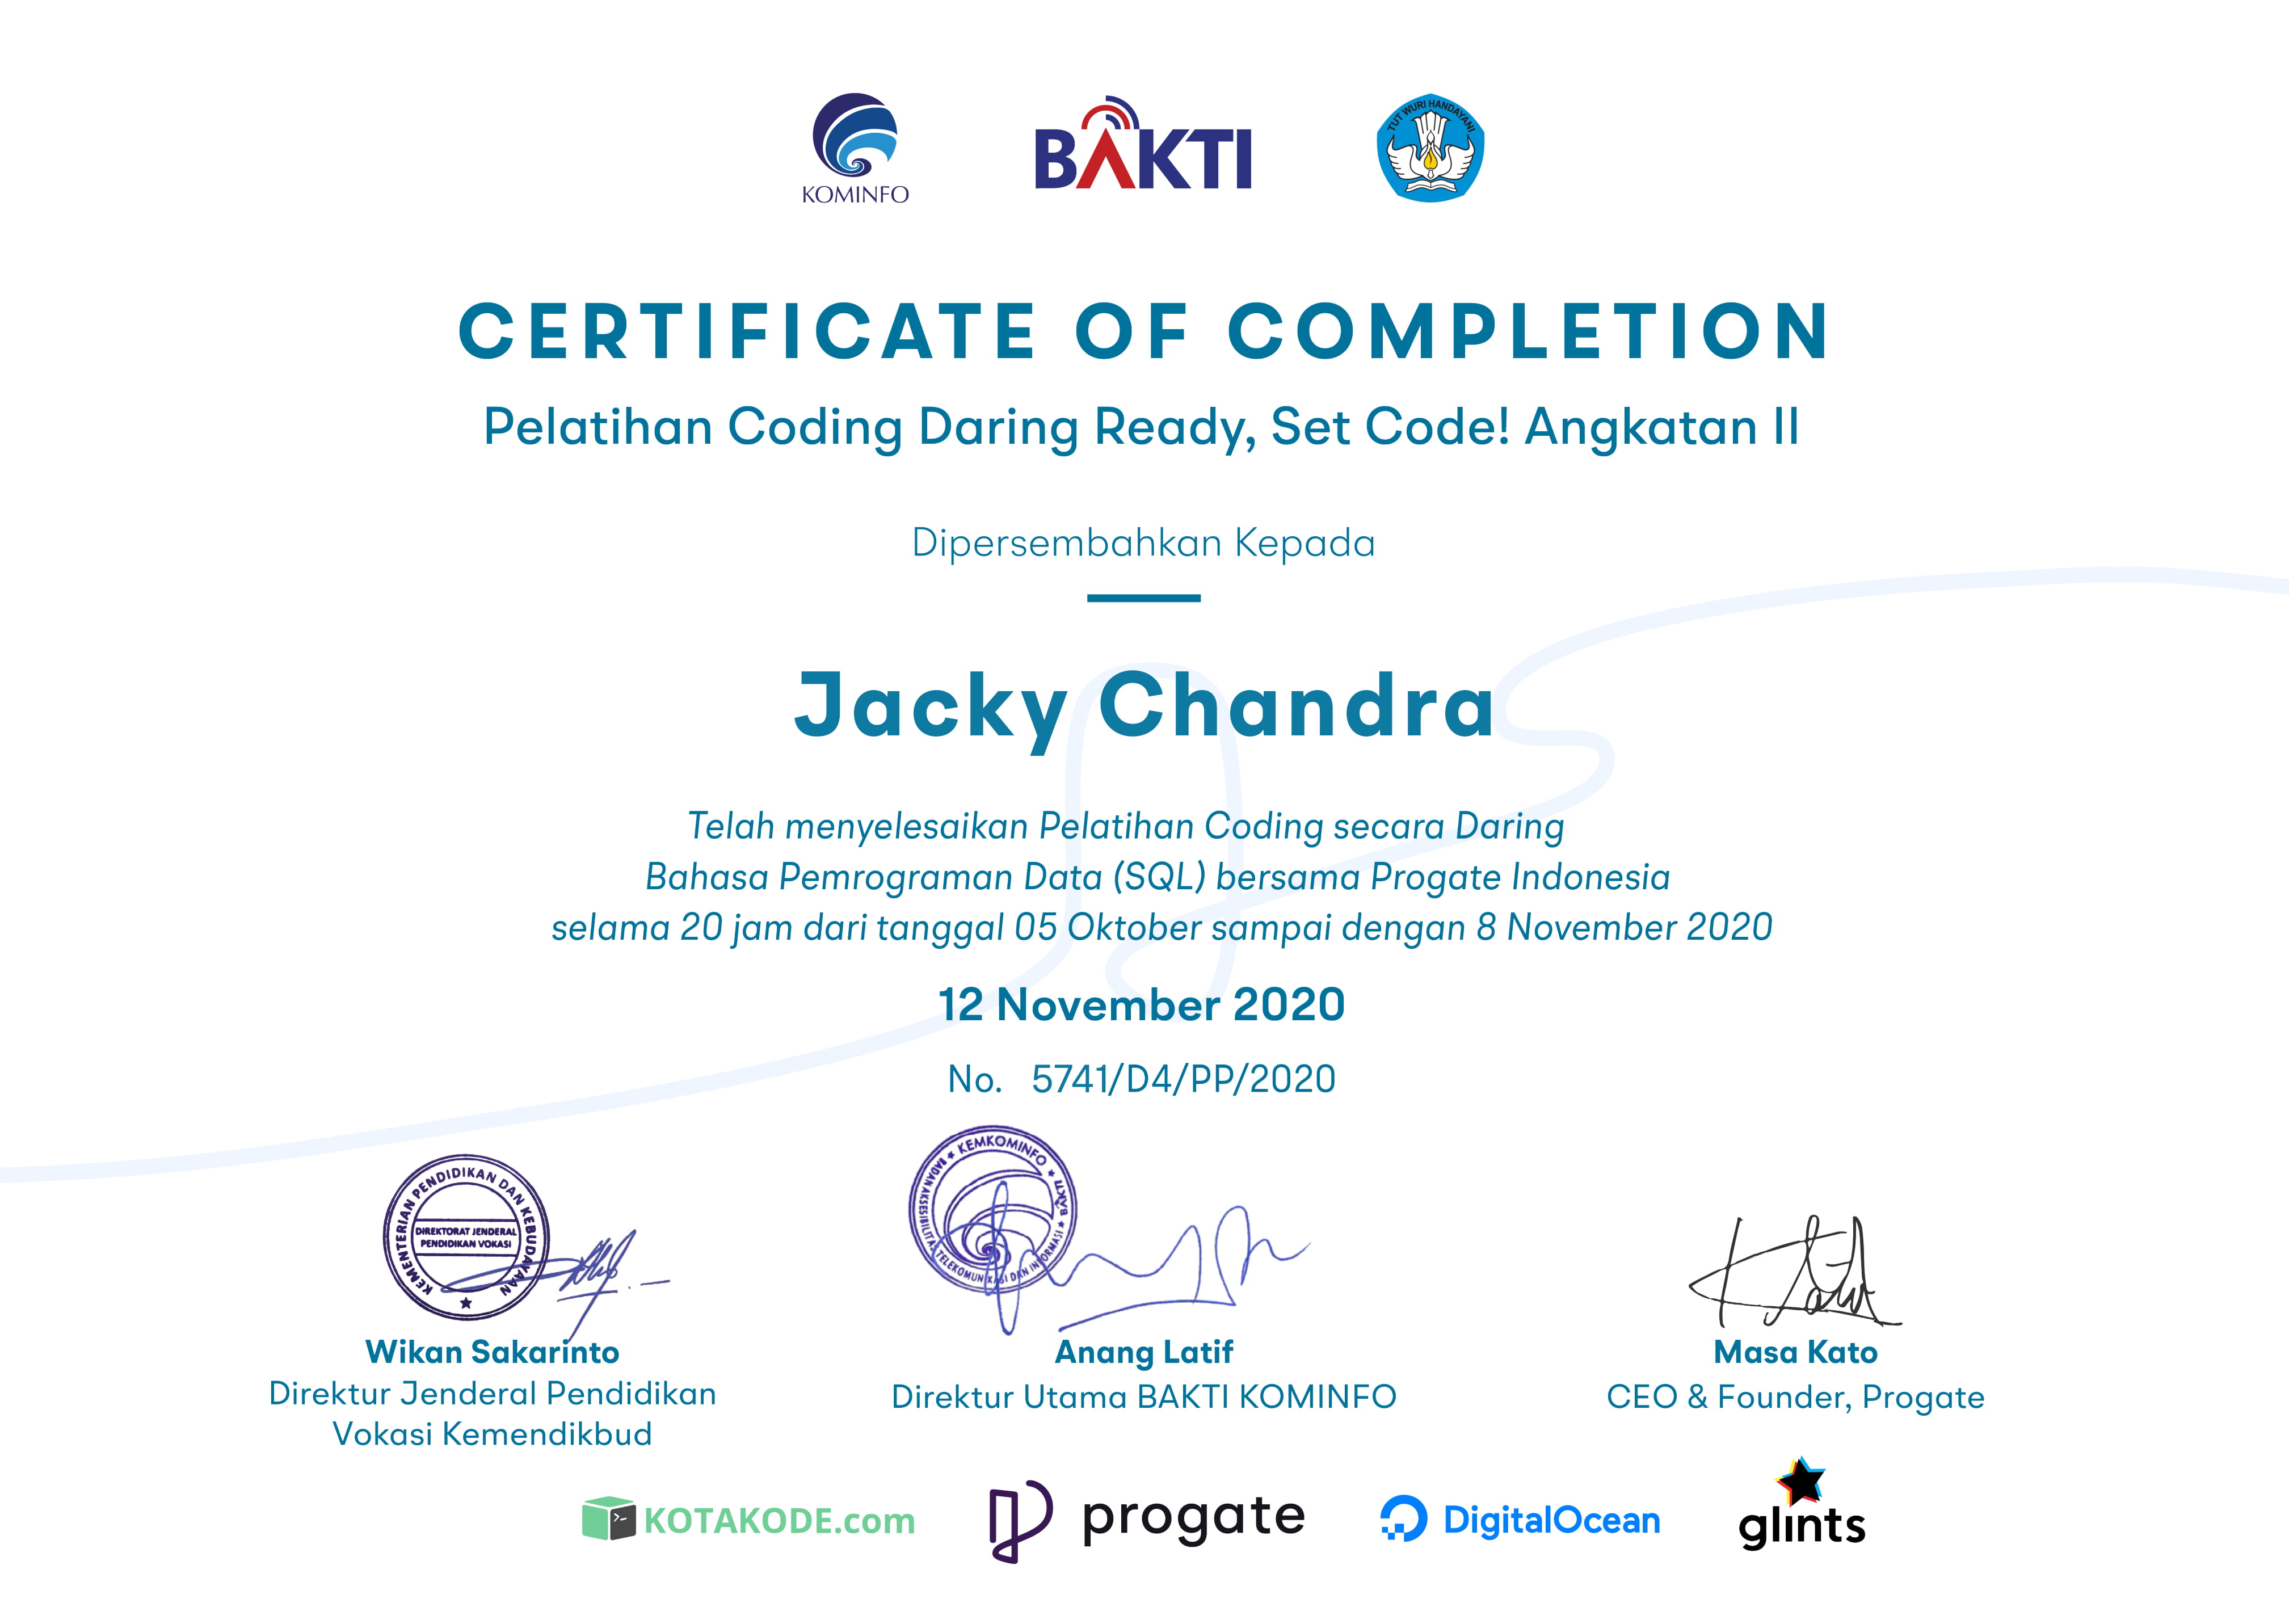 KOMINFO
BAKTI
TUT WURI HANDAYANI
CERTIFICATE OF COMPLETION
Pelatihan Coding Daring Ready, Set Code! Angkatan II
Dipersembahkan Kepada
Jacky Chandra
Telah menyelesaikan Pelatihan Coding secara Daring
Bahasa Pemrograman Data (SQL) bersama Progate Indonesia
selama 20 jam dari tanggal 05 Oktober sampai dengan 8 November 2020
12 November 2020
No. 5741/D4/PP/2020
KEMENTERIAN PENDIDIKAN DAN KEBUDAYAAN
DIREKTORAT JENDERAL
PENDIDIKAN VOKASI
KEMKOMINFO
BAKTI
BADAN AKSESIBILITAS TELEKOMUNIKASI DAN INFORMASI
Wikan Sakarinto
Direktur Jenderal Pendidikan
Vokasi Kemendikbud
Anang Latif
Direktur Utama BAKTI KOMINFO
Masa Kato
CEO & Founder, Progate
KOTAKODE.com
progate
DigitalOcean
glints